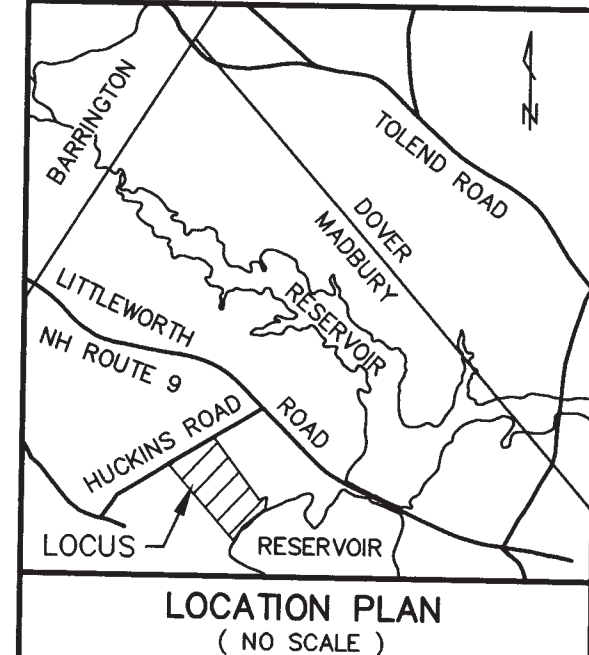 BARRINGTON
N
TOLEND ROAD
DOVER
MADBURY
RESERVOIR
LITTLEWORTH
ROAD
NH ROUTE 9
HUCKINS ROAD
LOCUS
RESERVOIR
LOCATION PLAN
( NO SCALE )